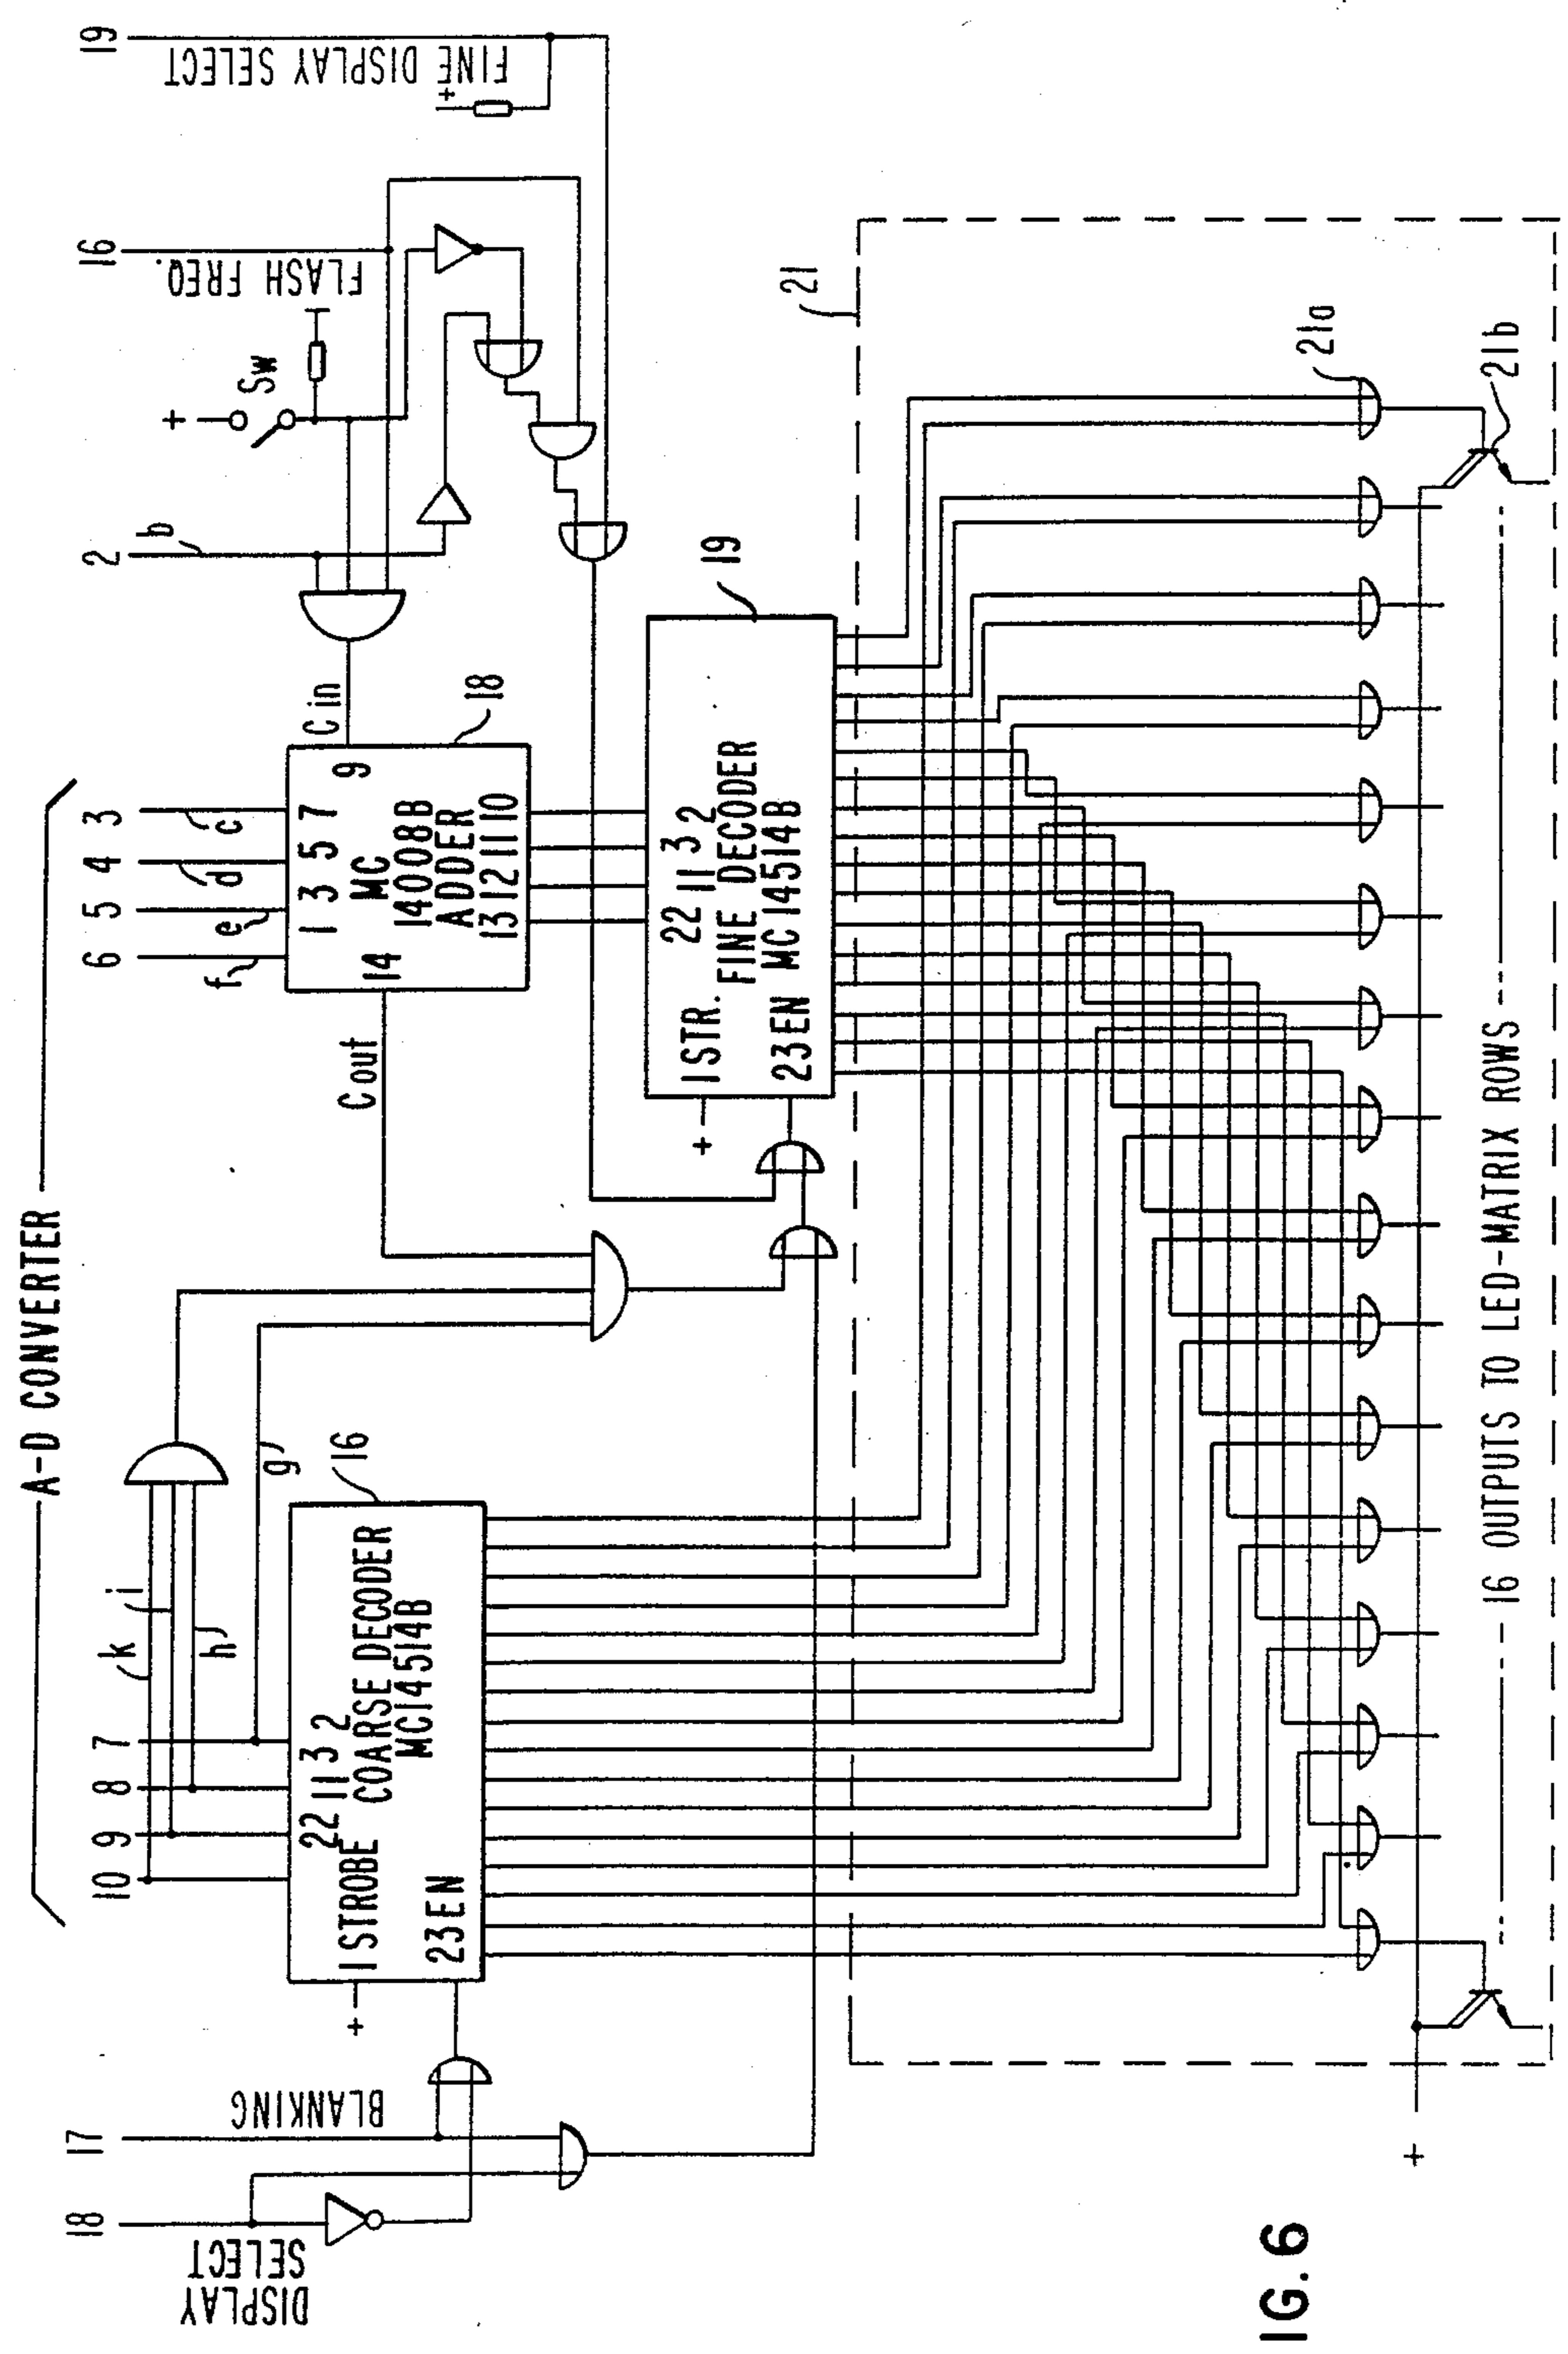 A-D CONVERTER
18
DISPLAY
SELECT
17
BLANKING
10
9
8
7
k
i
h
g
6
5
4
3
f
e
d
c
2
b
16
FLASH FREQ.
19
FINE DISPLAY SELECT
+
+
Sw
C in
C out
18
1 3 5 7
9
14
MC
14008B
ADDER
13 12 11 10
16
22 11 3 2
1 STROBE COARSE DECODER
MC14514B
23 EN
+
19
22 11 3 2
1 STR. FINE DECODER
MC14514B
23 EN
+
21
21a
21b
16 OUTPUTS TO LED-MATRIX ROWS
+
IG. 6